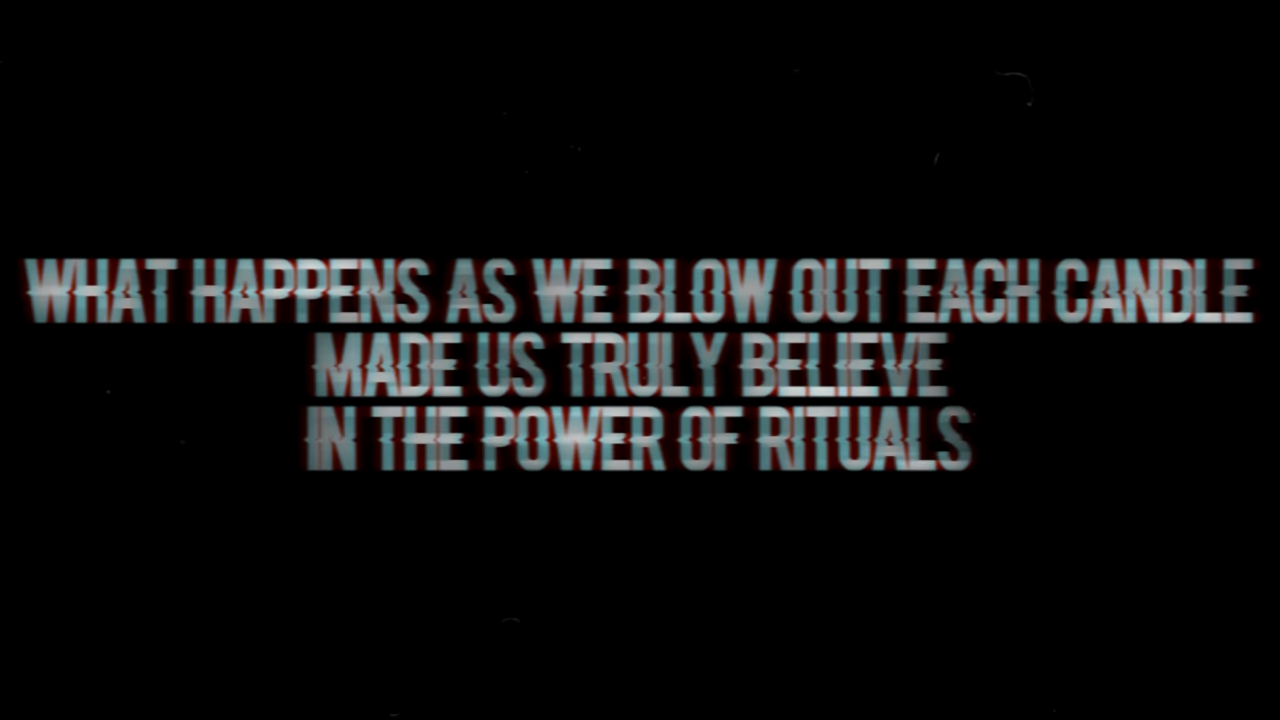 WHAT HAPPENS AS WE BLOW OUT EACH CANDLE
MADE US TRULY BELIEVE
IN THE POWER OF RITUALS